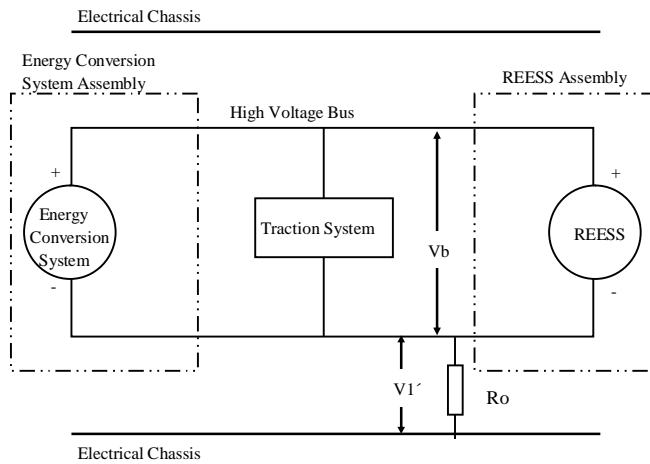 Electrical Chassis
Energy Conversion
System Assembly
REESS Assembly
High Voltage Bus
+
+
Energy
Conversion
System
Traction System
Vb
REESS
-
-
V1´
Ro
Electrical Chassis